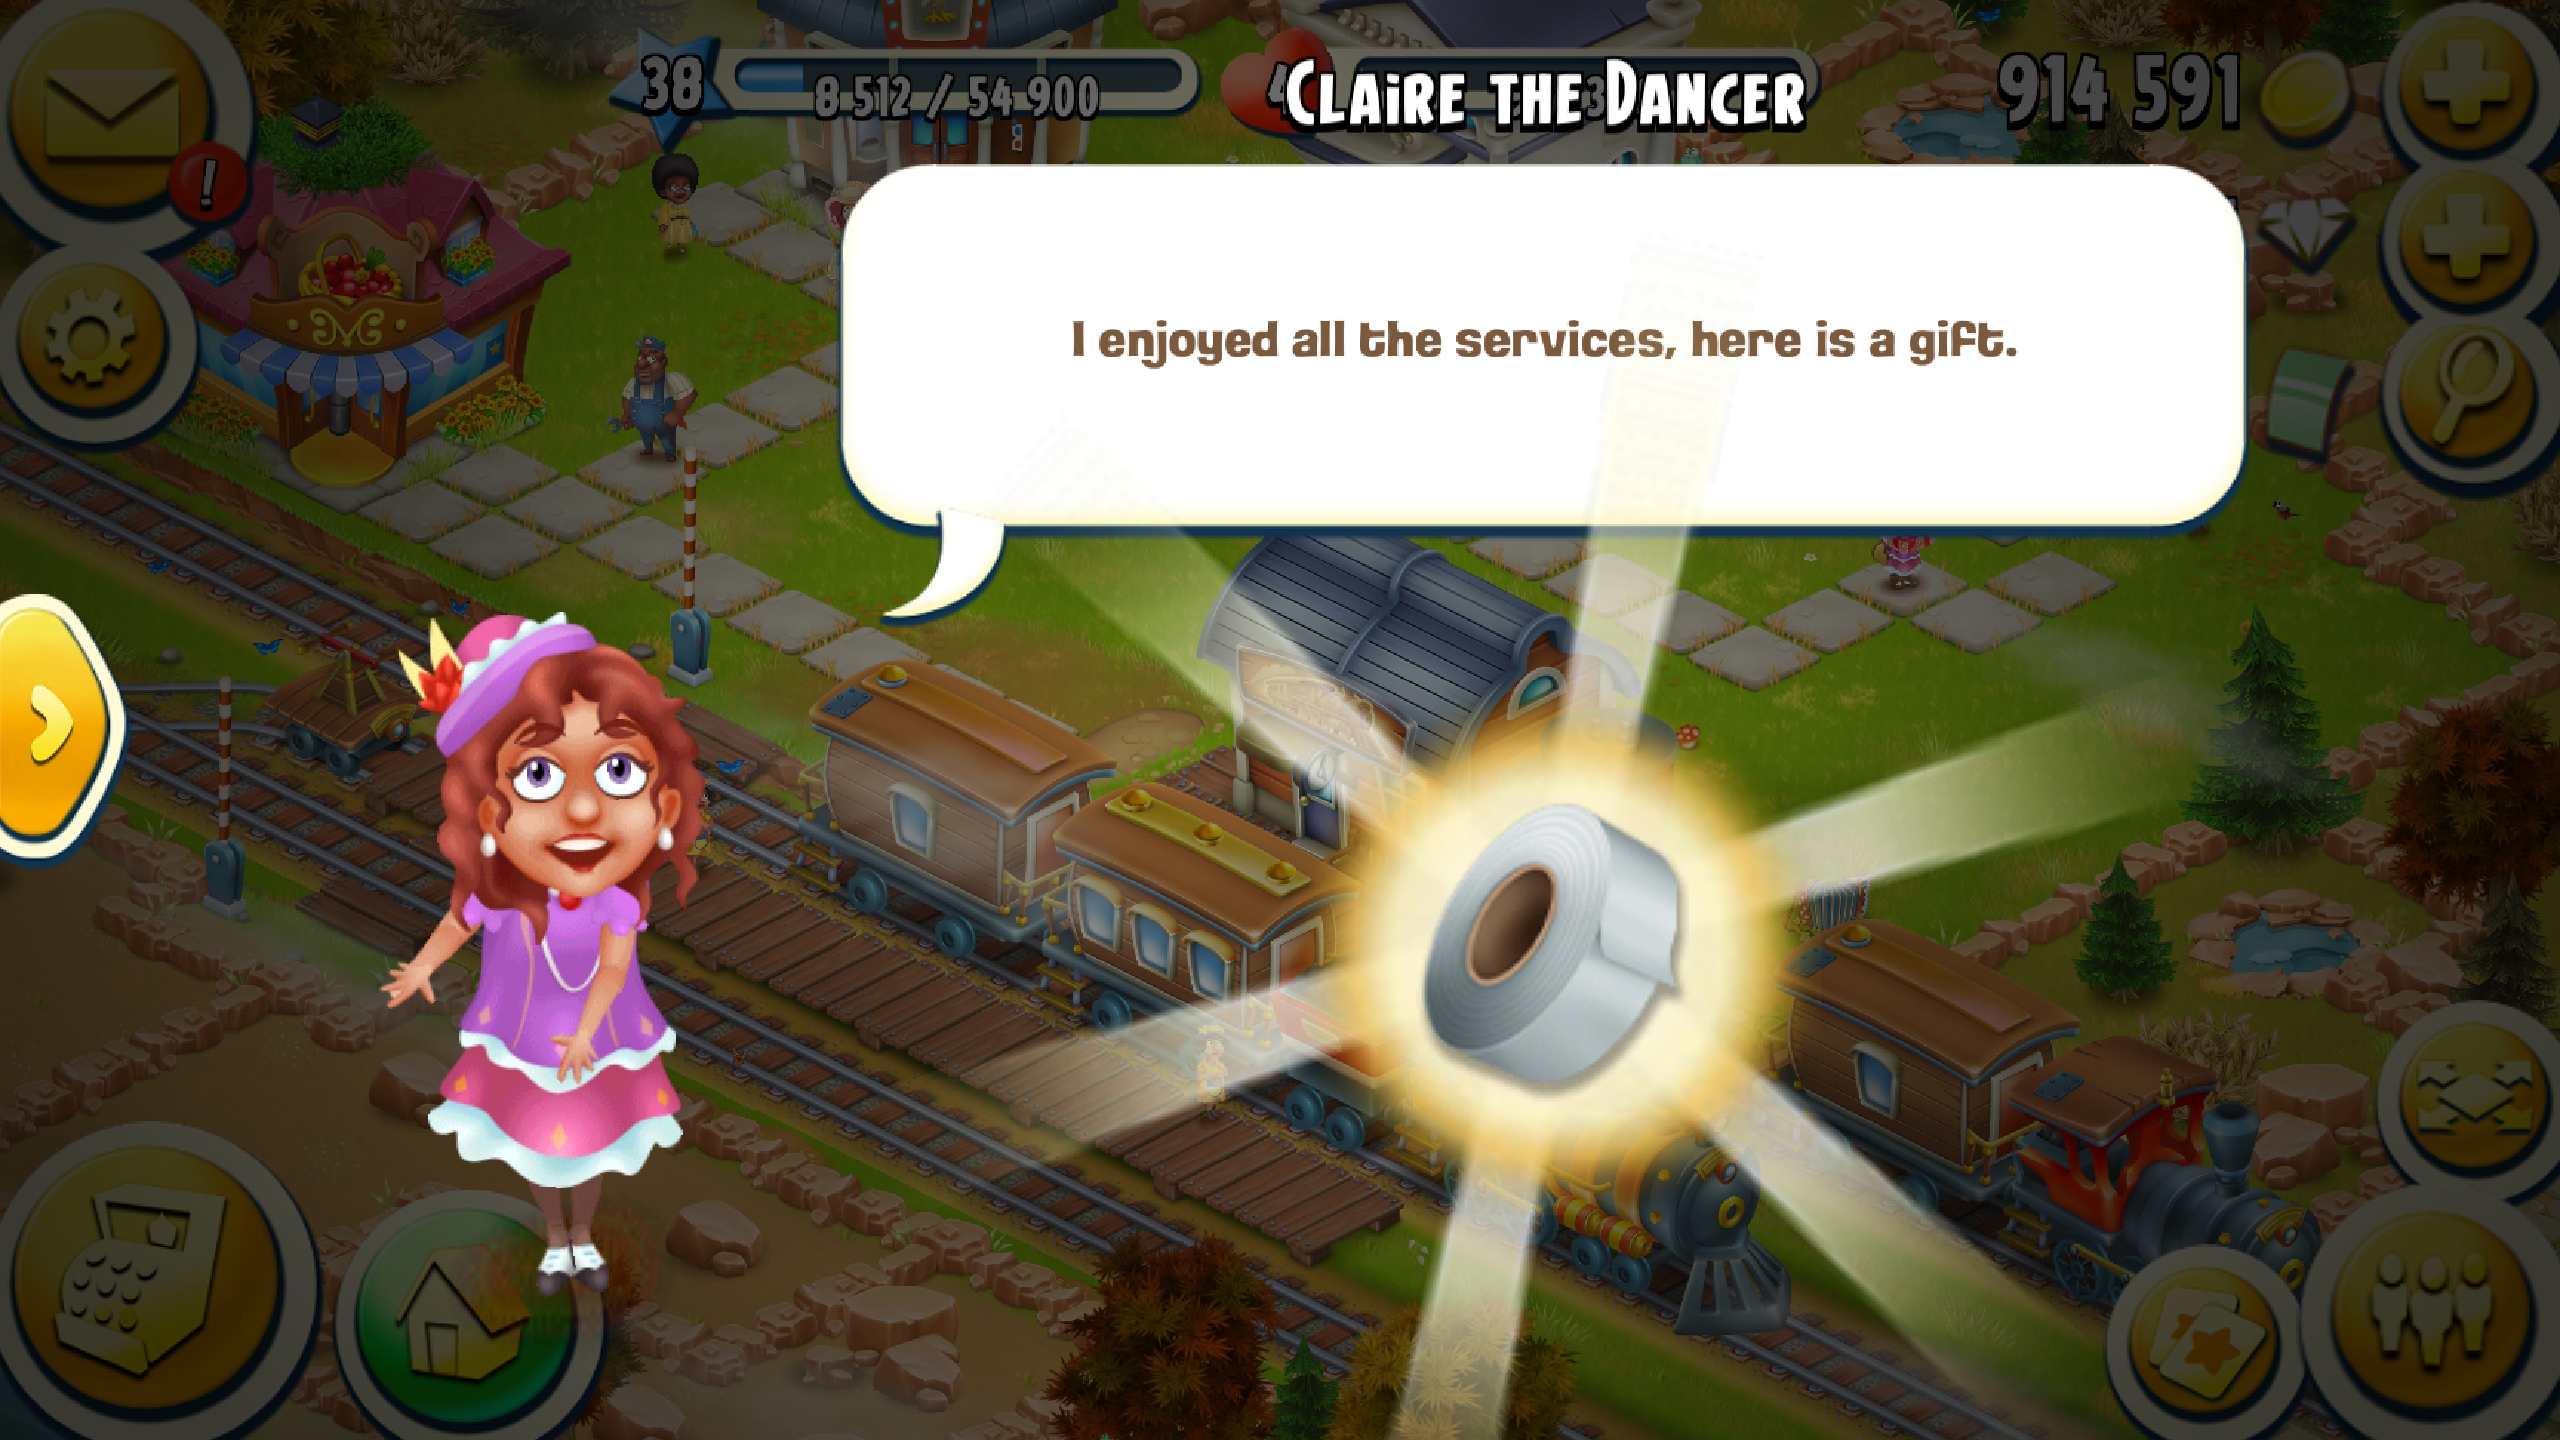 38
8 512 / 54 900
CLAIRE THE DANCER
914 591
I enjoyed all the services, here is a gift.